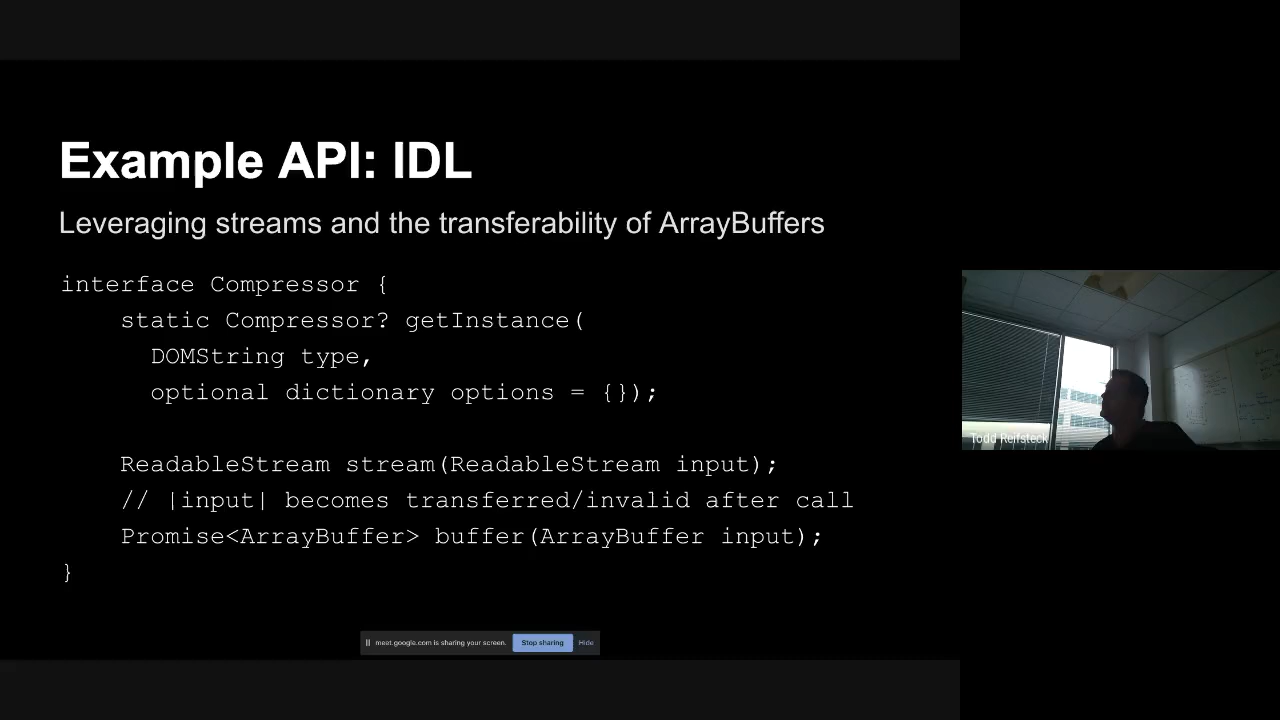 Example API: IDL
Leveraging streams and the transferability of ArrayBuffers
interface Compressor {
static Compressor? getInstance(
DOMString type,
optional dictionary options = {});
ReadableStream stream(ReadableStream input);
// |input| becomes transferred/invalid after call
Promise<ArrayBuffer> buffer(ArrayBuffer input);
}
meet.google.com is sharing your screen. Stop sharing Hide
Todd Reifsteck